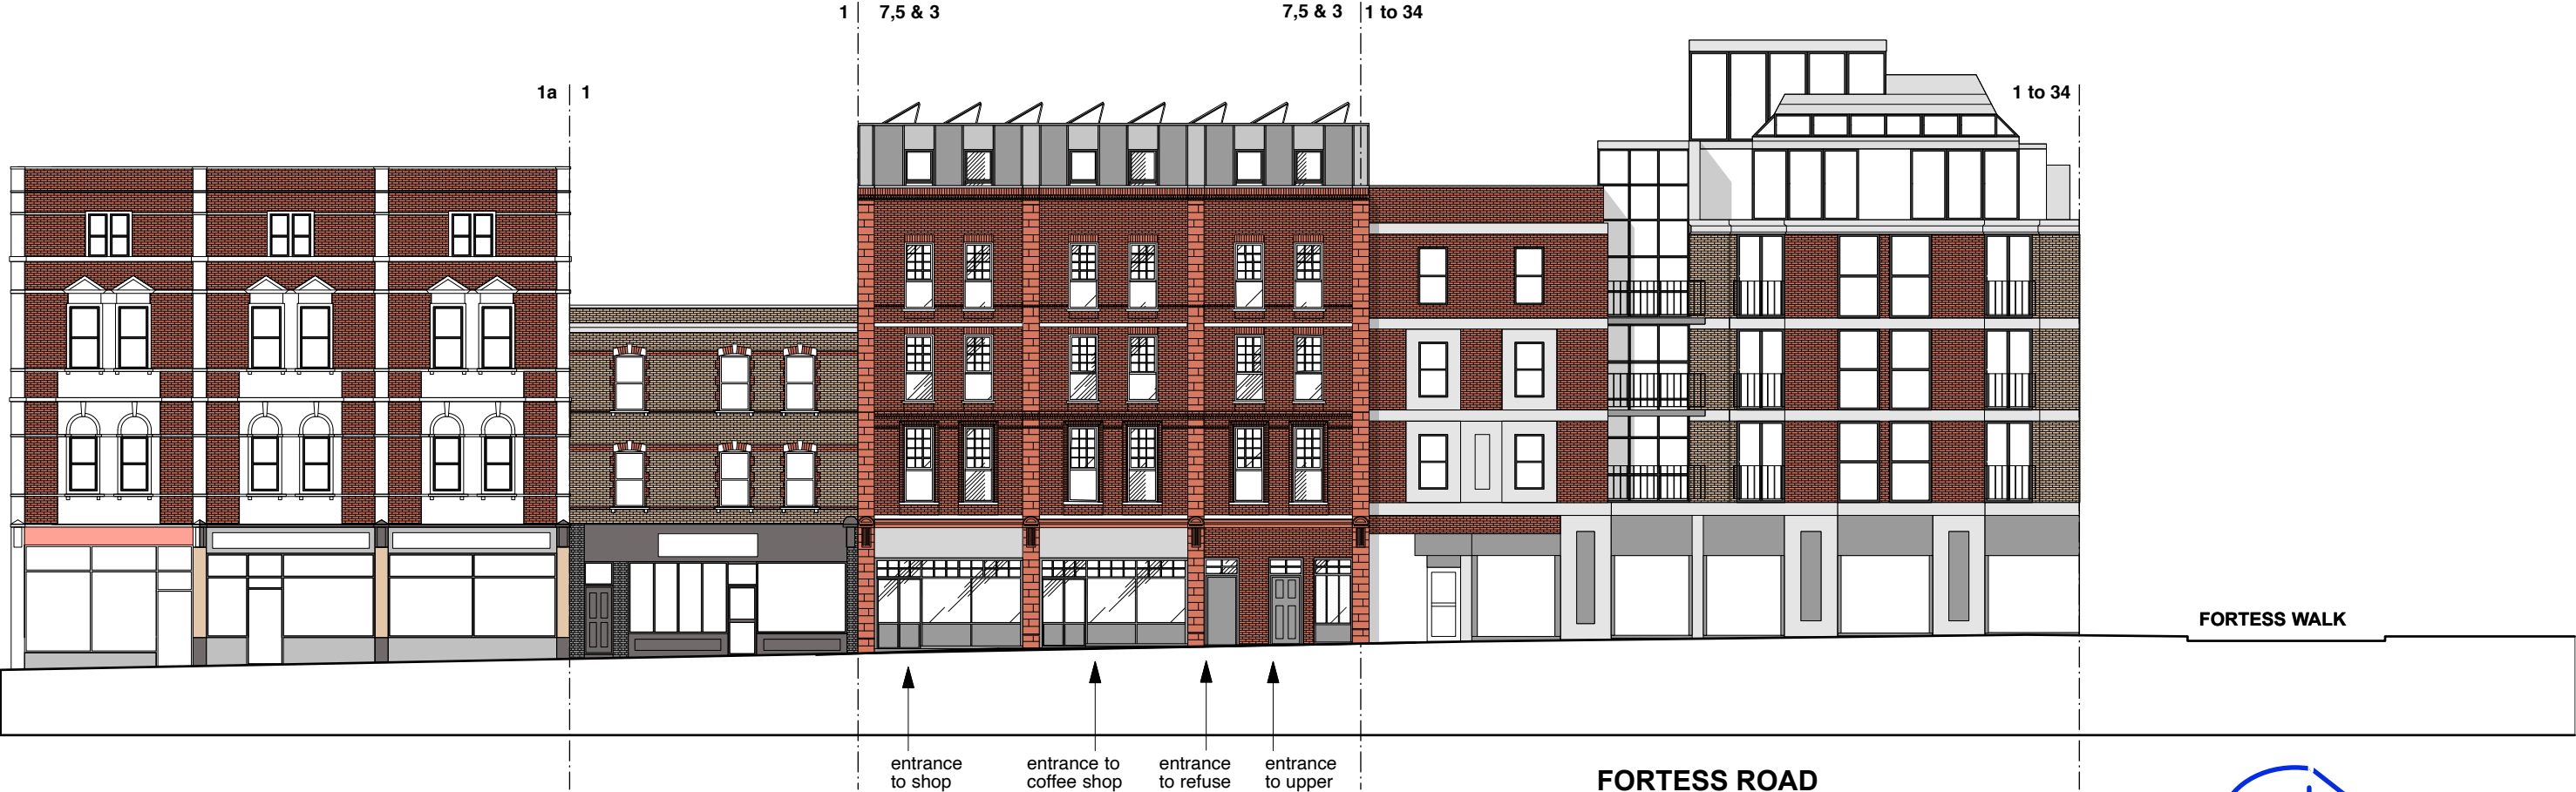 1 7,5 & 3 7,5 & 3 1 to 34
1a 1 1 to 34
FORTESS WALK
entrance
to shop
entrance to
coffee shop
entrance
to refuse
entrance
to upper
FORTESS ROAD